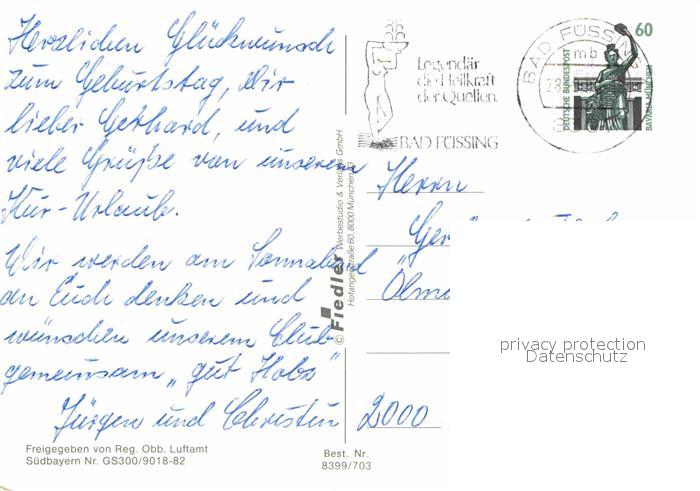 Herzlichen Glückwunsch
zum Geburtstag, Dir
lieber Gerhard, und
viele Grüße von unserem
Kur-Urlaub.
Wir werden am Sonnabend
an Euch denken und
wünschen unserem Club
gemeinsam „gut Holz"
Jürgen und Christin
Freigegeben von Reg. Obb. Luftamt
Südbayern Nr. GS300/9018-82
© Fiedler Werbestudio & Verlags GmbH
Legendär
die Heilkraft
der Quellen.
BAD FÜSSING
BAD FÜSSING
mb
60
DEUTSCHE BUNDESPOST
BAVARIA MÜNCHEN
Herrn
Ger
2000
privacy protection
Datenschutz
Best. Nr.
8399/703